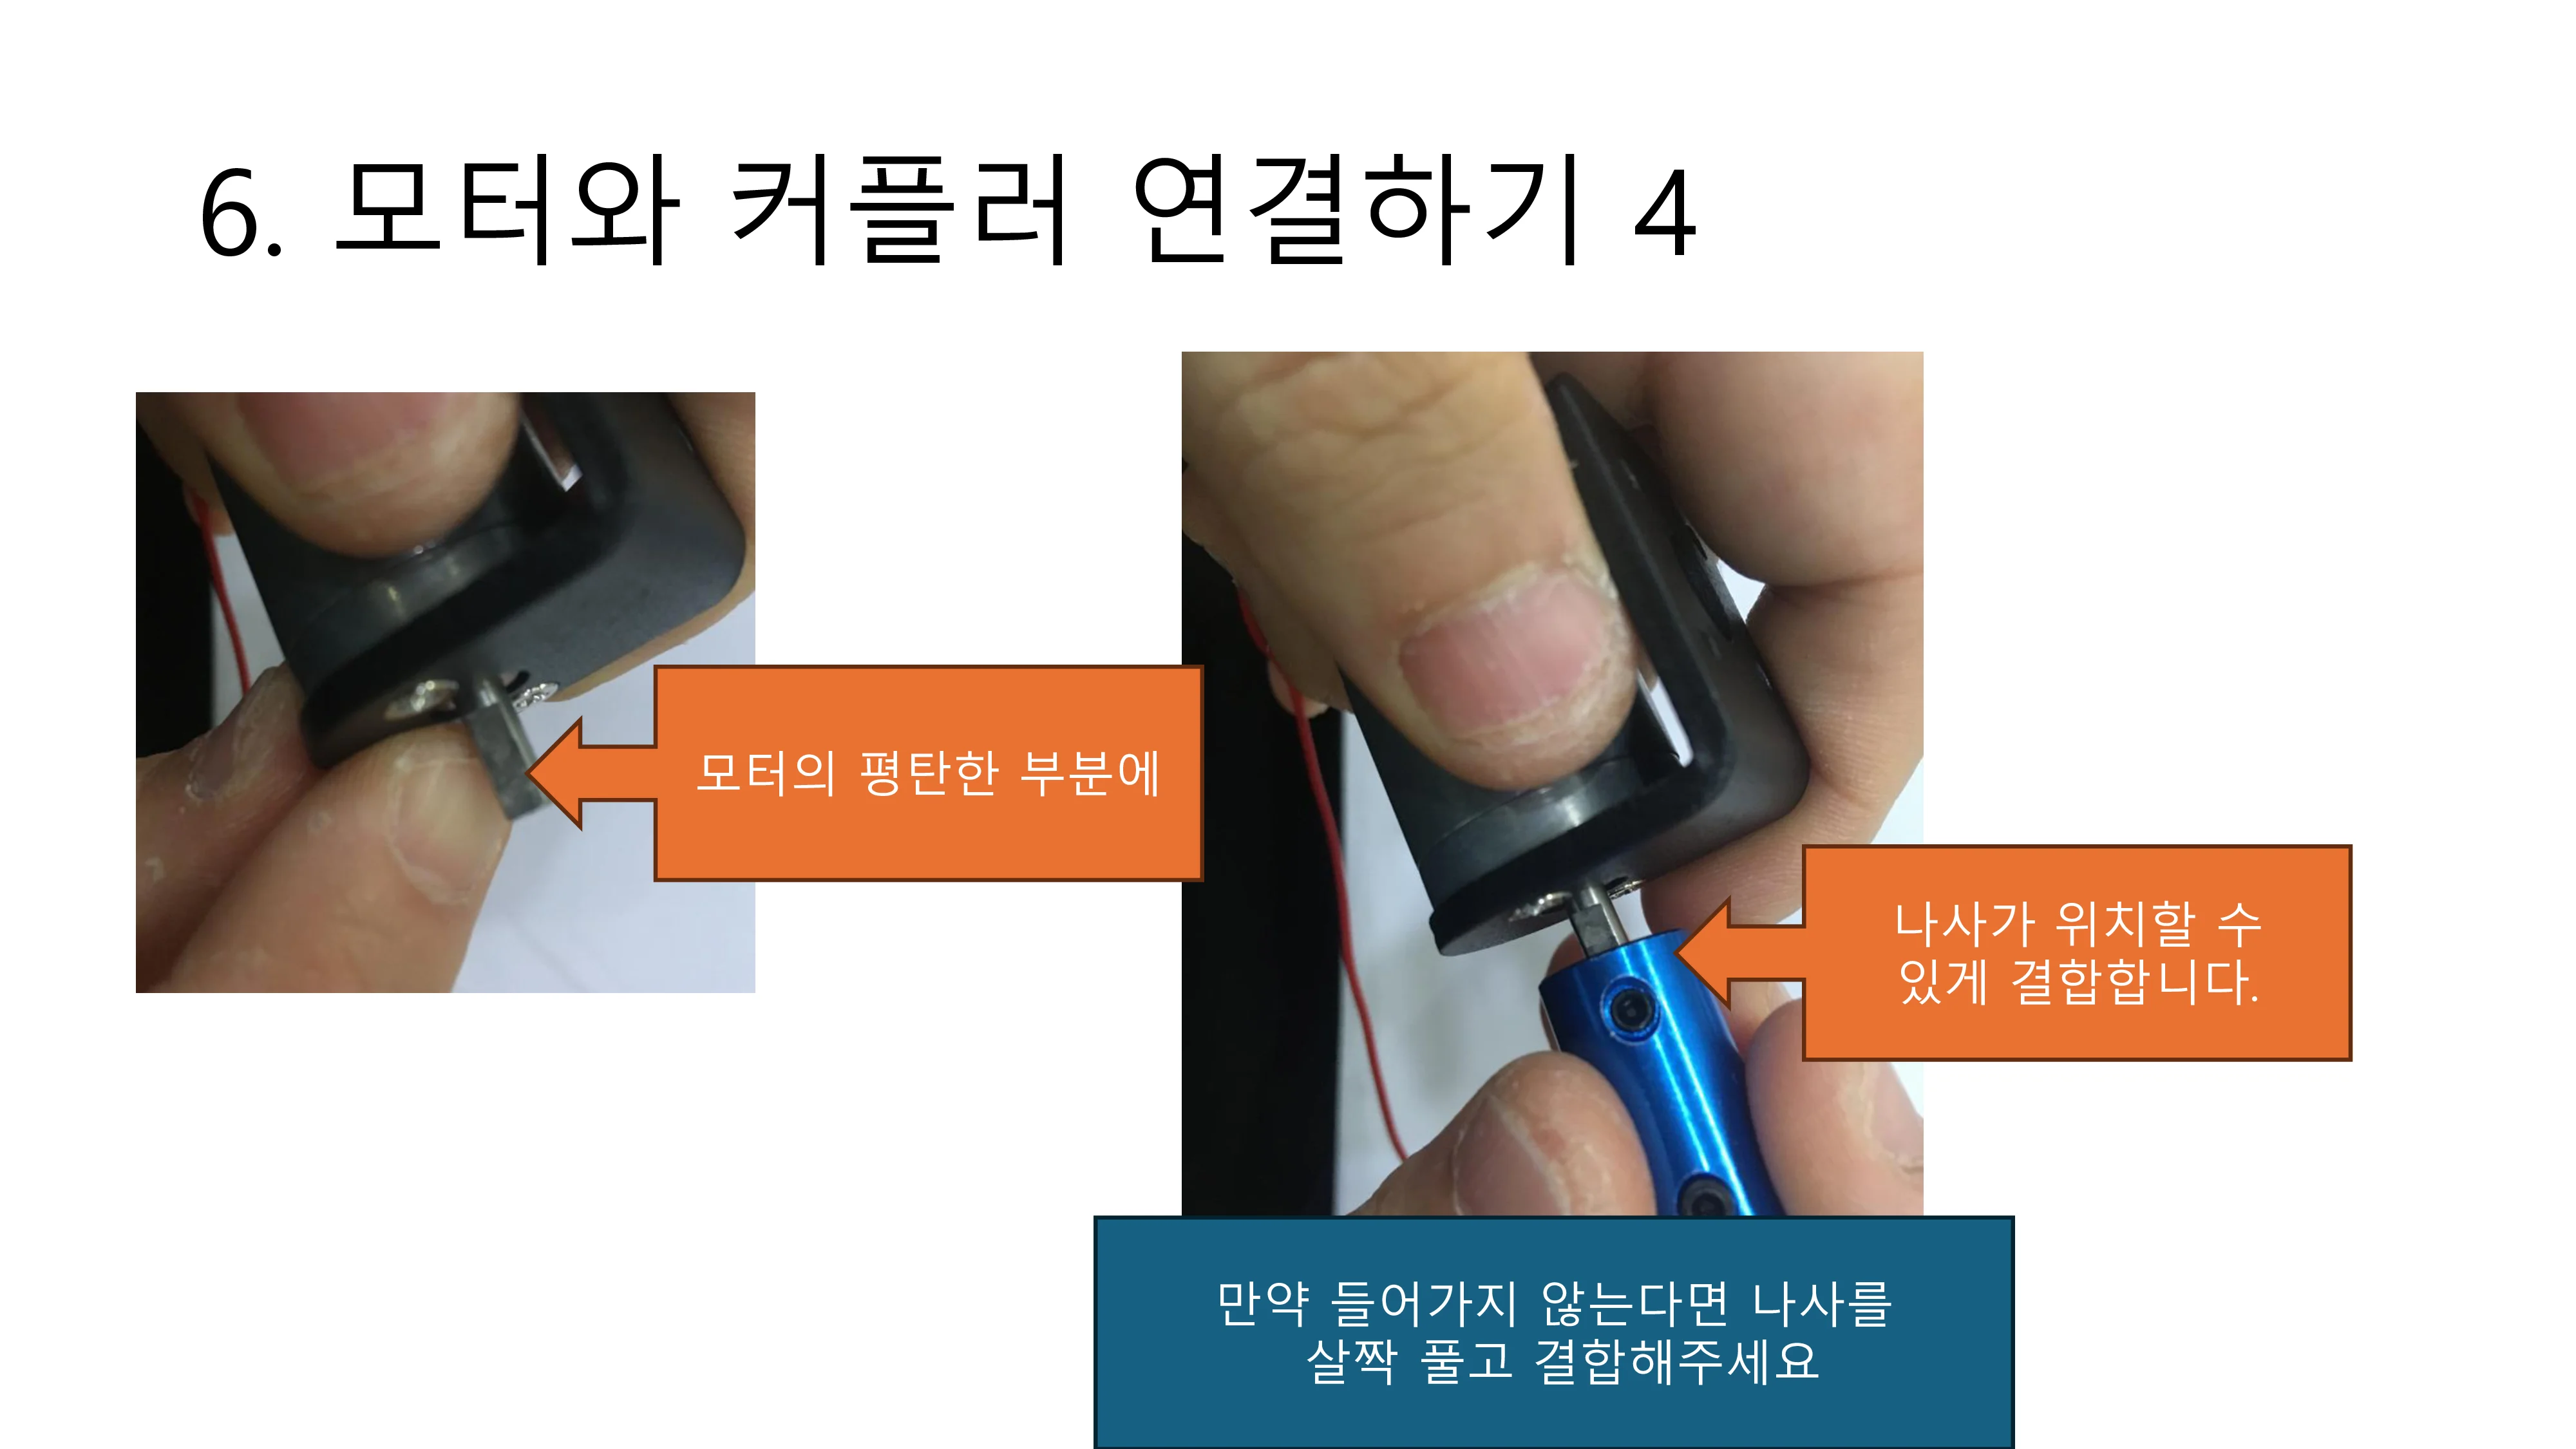 6. 모터와 커플러 연결하기 4
모터의 평탄한 부분에
나사가 위치할 수
있게 결합합니다.
만약 들어가지 않는다면 나사를
살짝 풀고 결합해주세요